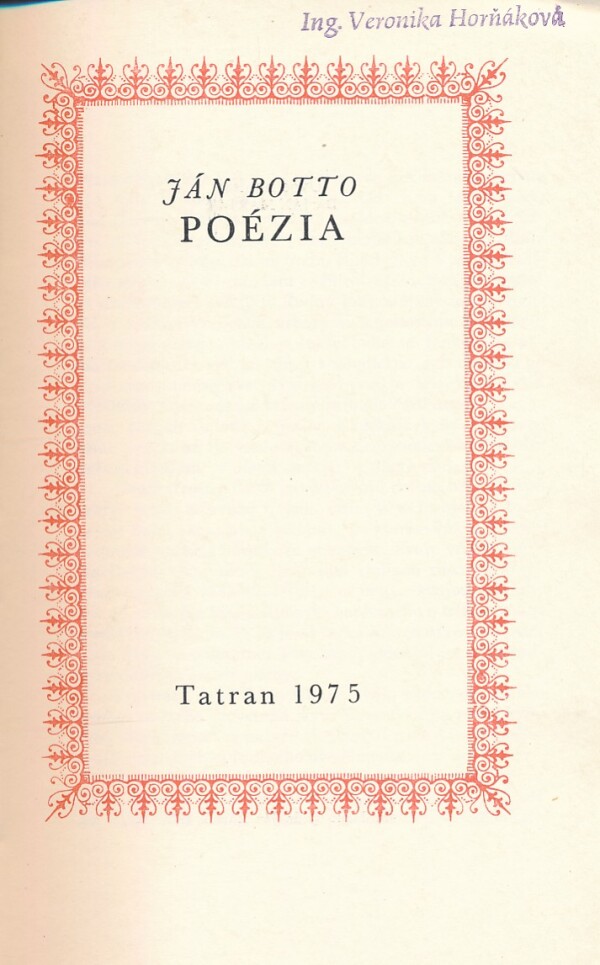 Ing. Veronika Horňáková
JÁN BOTTO
POÉZIA
Tatran 1975